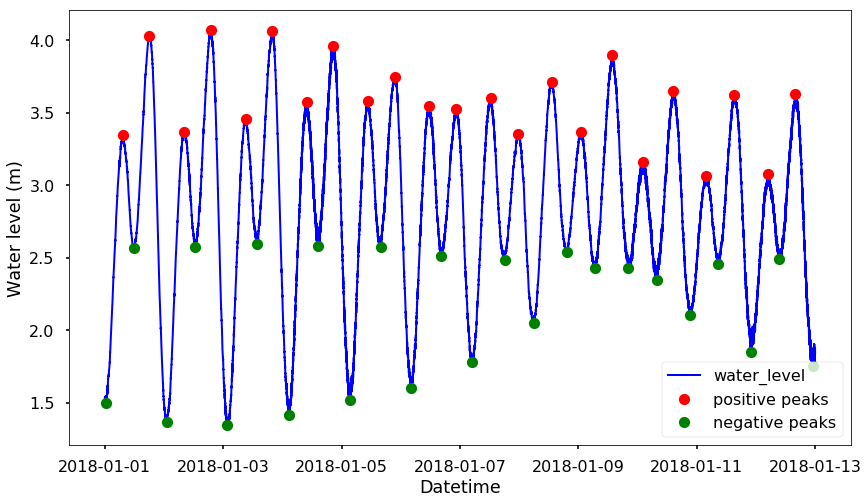 4.0
3.5
3.0
2.5
2.0
1.5
Water level (m)
water_level
positive peaks
negative peaks
2018-01-01 2018-01-03 2018-01-05 2018-01-07 2018-01-09 2018-01-11 2018-01-13
Datetime